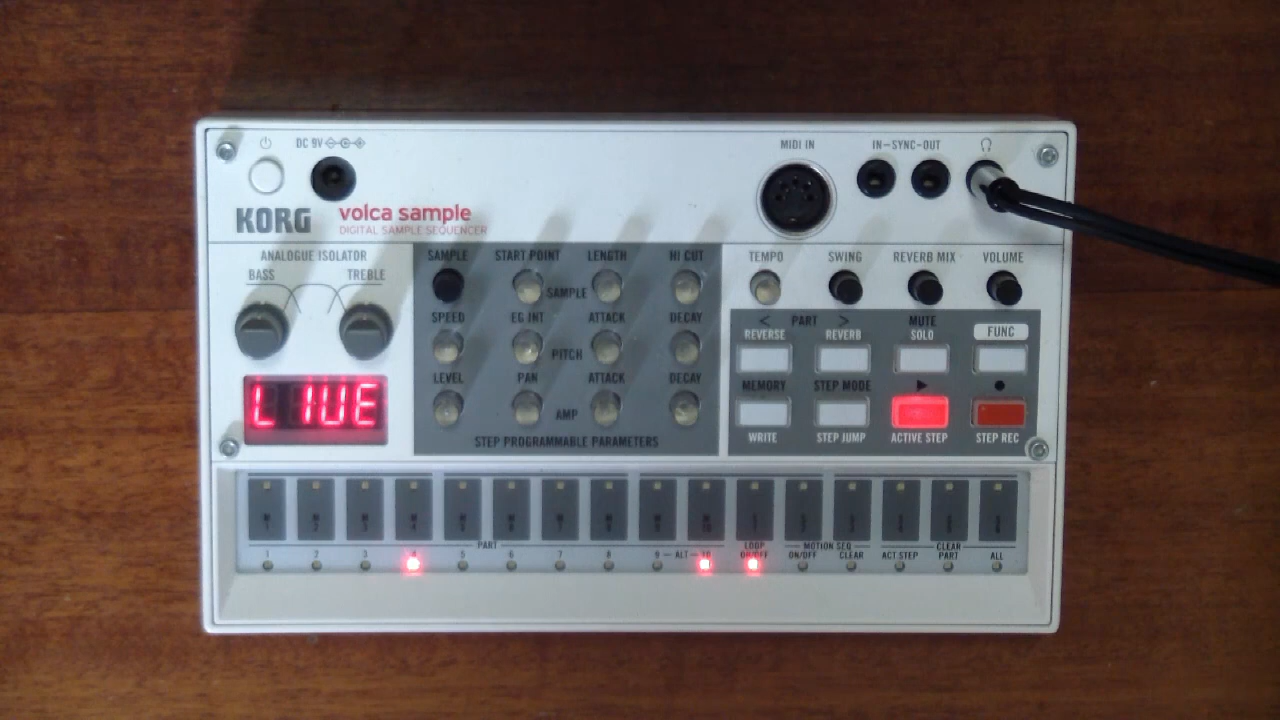 DC 9V
MIDI IN
IN-SYNC-OUT
KORG
volca sample
DIGITAL SAMPLE SEQUENCER
ANALOGUE ISOLATOR
BASS TREBLE
SAMPLE START POINT LENGTH HI CUT
SAMPLE
SPEED EG INT ATTACK DECAY
PITCH
LEVEL PAN ATTACK DECAY
AMP
STEP PROGRAMMABLE PARAMETERS
L IUE
TEMPO SWING REVERB MIX VOLUME
< PART > MUTE
REVERSE REVERB SOLO FUNC
MEMORY STEP MODE
WRITE STEP JUMP ACTIVE STEP STEP REC
PART LOOP MOTION SEQ CLEAR
1 2 3 4 5 6 7 8 9 - ALT - 10 ON/OFF ON/OFF CLEAR ACT.STEP PART ALL